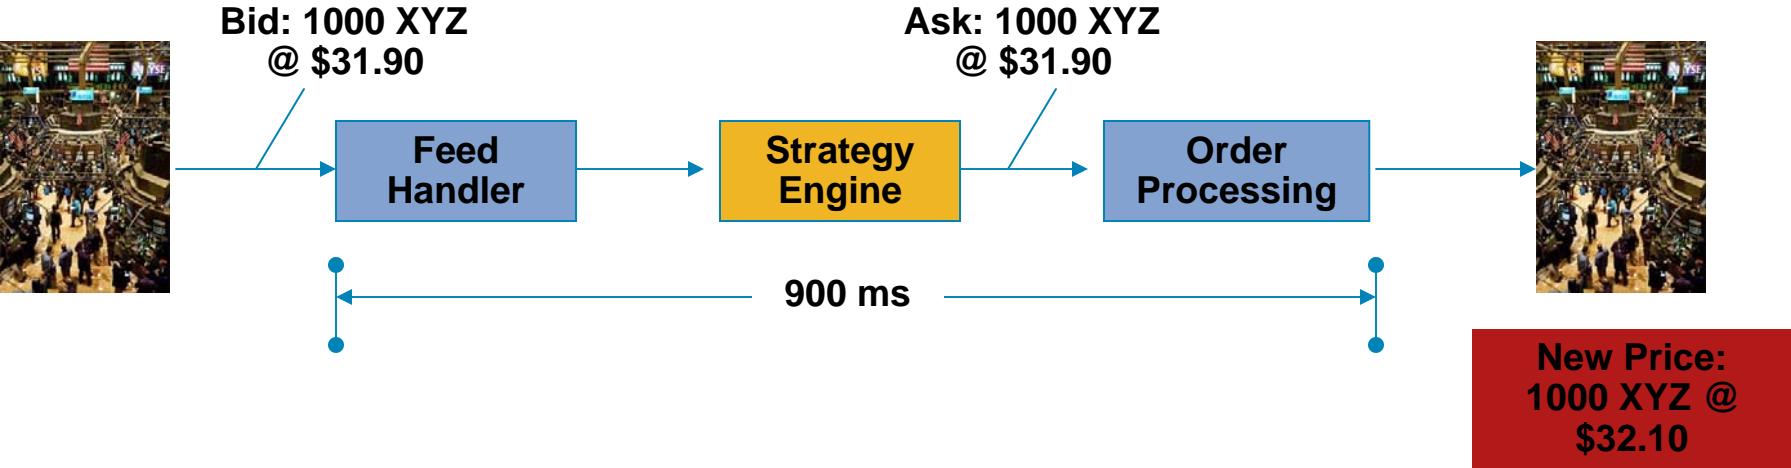 Bid: 1000 XYZ
@ $31.90
Ask: 1000 XYZ
@ $31.90
Feed
Handler
Strategy
Engine
Order
Processing
900 ms
New Price:
1000 XYZ @
$32.10